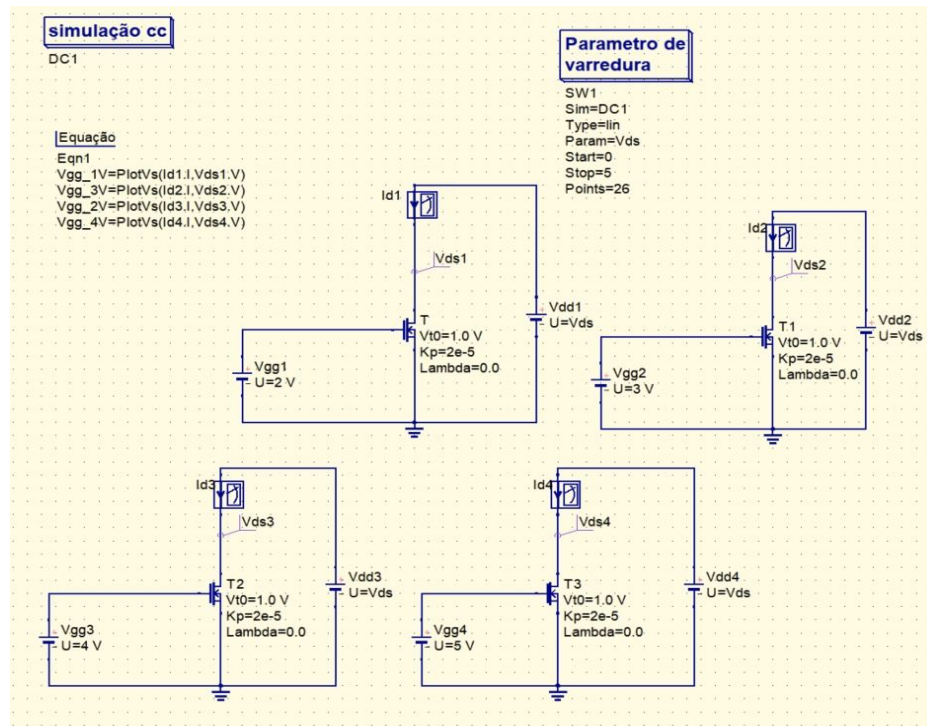 simulação cc
DC1
Parametro de
varredura
SW1
Sim=DC1
Type=lin
Param=Vds
Start=0
Stop=5
Points=26
Equação
Eqn1
Vgg_1V=PlotVs(Id1.I,Vds1.V)
Vgg_3V=PlotVs(Id2.I,Vds2.V)
Vgg_2V=PlotVs(Id3.I,Vds3.V)
Vgg_4V=PlotVs(Id4.I,Vds4.V)
Id1
Vds1
T
Vt0=1.0 V
Kp=2e-5
Lambda=0.0
Vdd1
U=Vds
Vgg1
U=2 V
Id2
Vds2
T1
Vt0=1.0 V
Kp=2e-5
Lambda=0.0
Vdd2
U=Vds
Vgg2
U=3 V
Id3
Vds3
T2
Vt0=1.0 V
Kp=2e-5
Lambda=0.0
Vdd3
U=Vds
Vgg3
U=4 V
Id4
Vds4
T3
Vt0=1.0 V
Kp=2e-5
Lambda=0.0
Vdd4
U=Vds
Vgg4
U=5 V